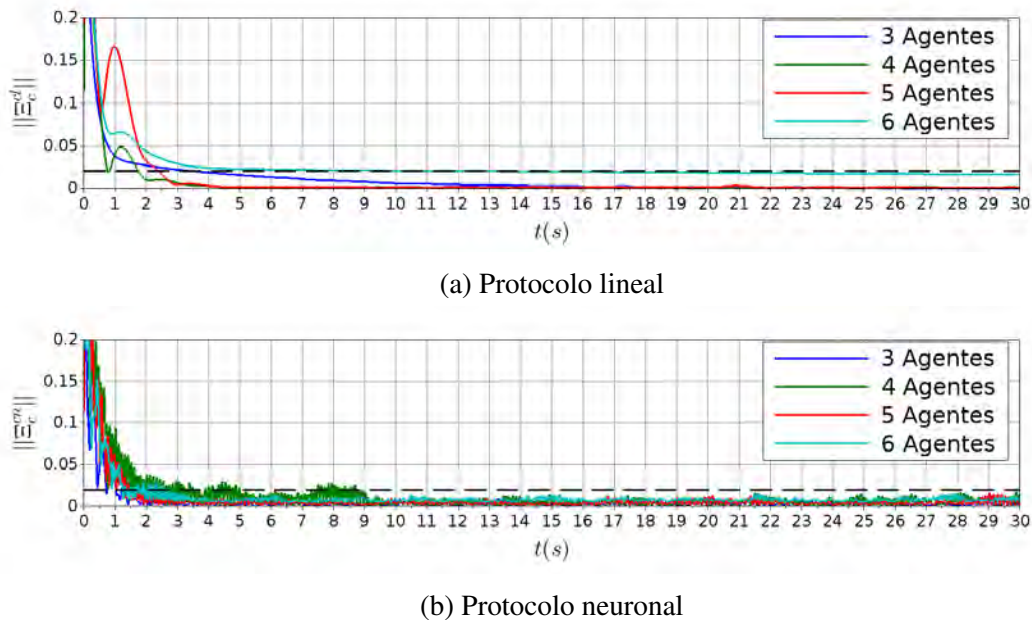 0.2
0.15
0.1
0.05
0
||Ξ_c^{cl}||
3 Agentes
4 Agentes
5 Agentes
6 Agentes
0 1 2 3 4 5 6 7 8 9 10 11 12 13 14 15 16 17 18 19 20 21 22 23 24 25 26 27 28 29 30
t(s)
(a) Protocolo lineal
0.2
0.15
0.1
0.05
0
||Ξ_c^{cn}||
3 Agentes
4 Agentes
5 Agentes
6 Agentes
0 1 2 3 4 5 6 7 8 9 10 11 12 13 14 15 16 17 18 19 20 21 22 23 24 25 26 27 28 29 30
t(s)
(b) Protocolo neuronal